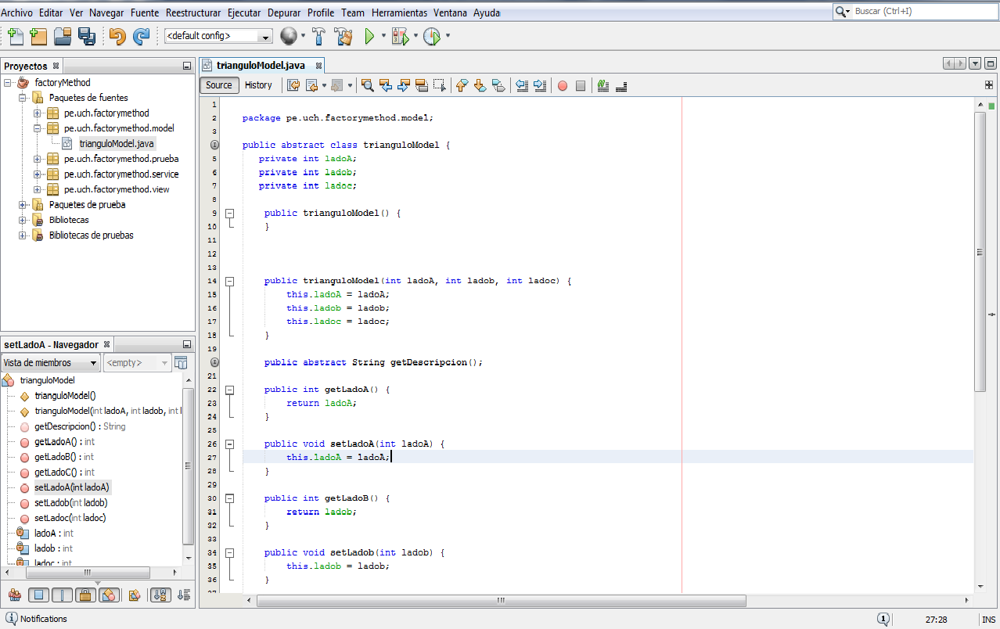 Archivo Editar Ver Navegar Fuente Reestructurar Ejecutar Depurar Profile Team Herramientas Ventana Ayuda
Buscar (Ctrl+I)
<default config>
Proyectos
factoryMethod
Paquetes de fuentes
pe.uch.factorymethod
pe.uch.factorymethod.model
trianguloModel.java
pe.uch.factorymethod.prueba
pe.uch.factorymethod.service
pe.uch.factorymethod.view
Paquetes de prueba
Bibliotecas
Bibliotecas de pruebas
setLadoA - Navegador
Vista de miembros
<empty>
trianguloModel
trianguloModel()
trianguloModel(int ladoA, int ladob, int l
getDescripcion() : String
getLadoA() : int
getLadoB() : int
getLadoC() : int
setLadoA(int ladoA)
setLadob(int ladob)
setLadoc(int ladoc)
ladoA : int
ladob : int
ladoc : int
trianguloModel.java
Source History
1
2 package pe.uch.factorymethod.model;
3
public abstract class trianguloModel {
5 private int ladoA;
6 private int ladob;
7 private int ladoc;
8
9 public trianguloModel() {
10 }
11
12
13
14 public trianguloModel(int ladoA, int ladob, int ladoc) {
15 this.ladoA = ladoA;
16 this.ladob = ladob;
17 this.ladoc = ladoc;
18 }
19
public abstract String getDescripcion();
21
22 public int getLadoA() {
23 return ladoA;
24 }
25
26 public void setLadoA(int ladoA) {
27 this.ladoA = ladoA;
28 }
29
30 public int getLadoB() {
31 return ladob;
32 }
33
34 public void setLadob(int ladob) {
35 this.ladob = ladob;
36 }
37
Notifications
1
27:28
INS